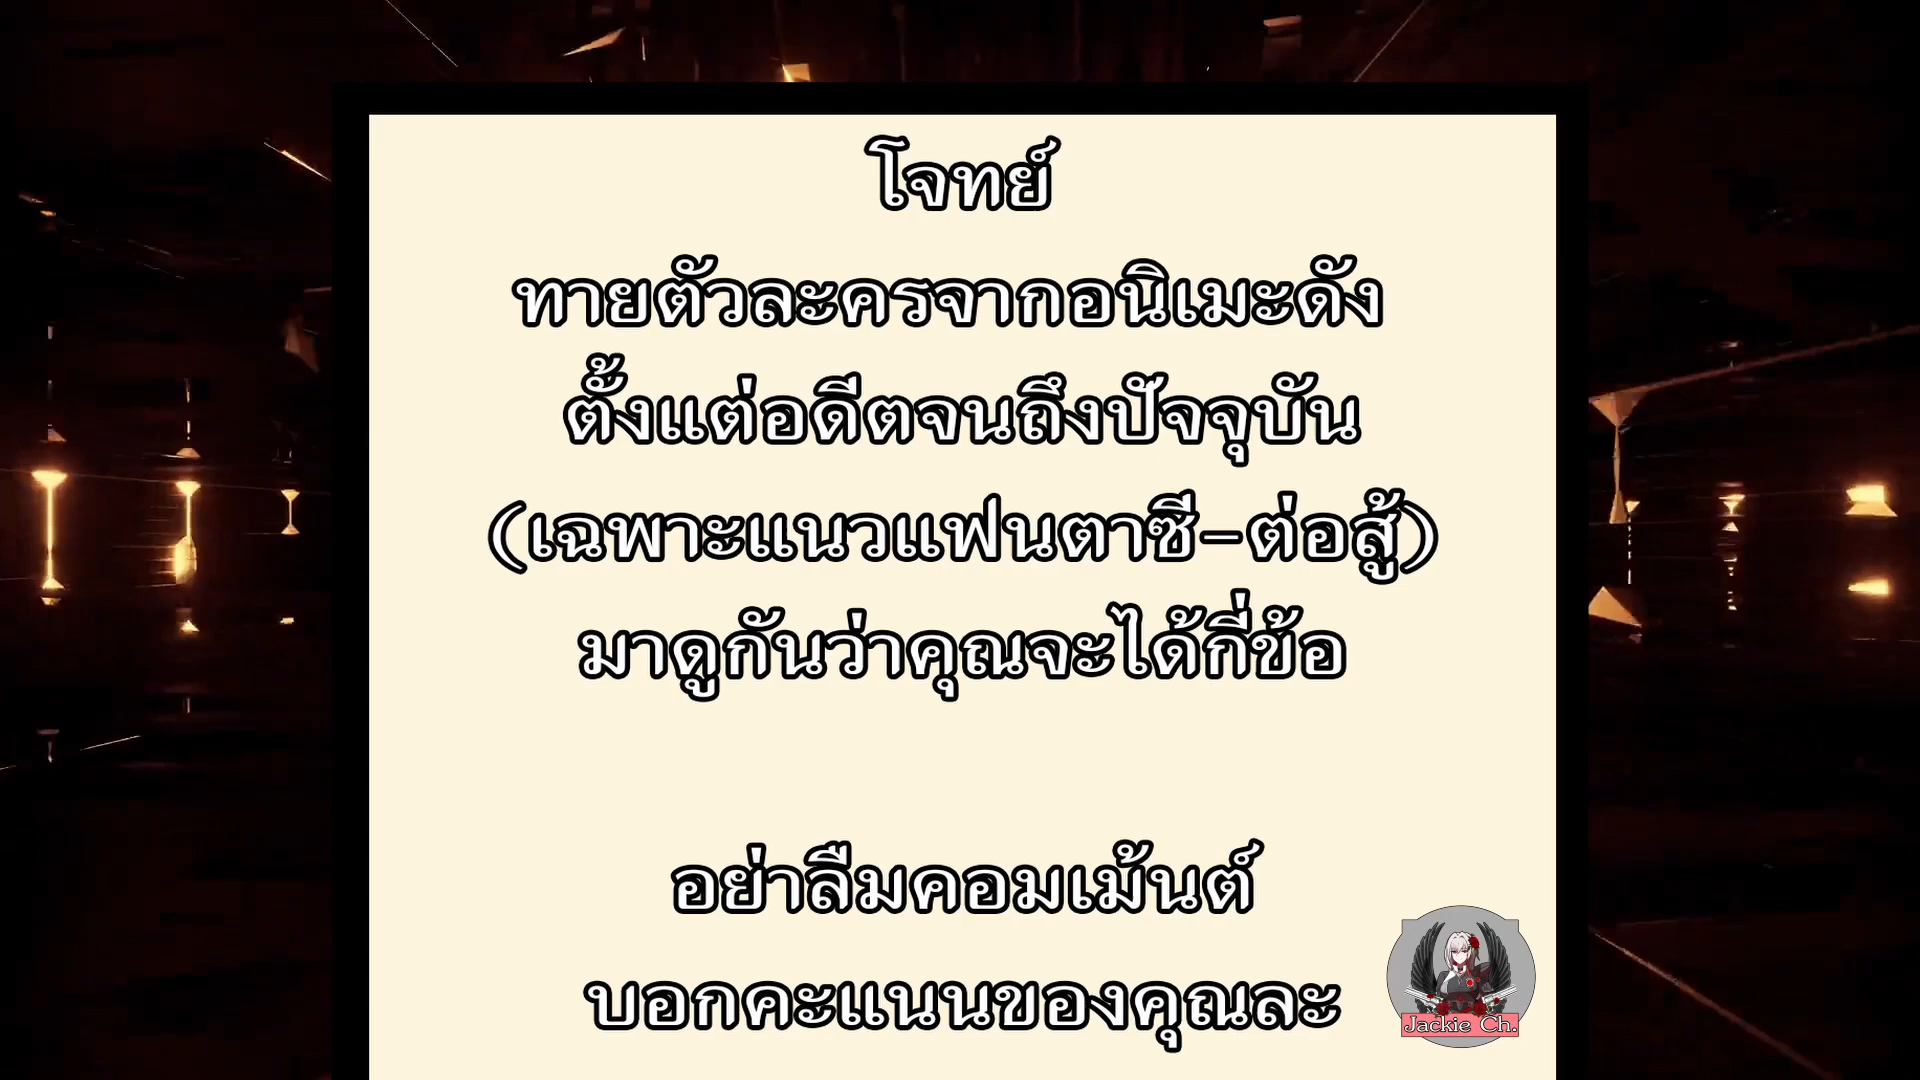 โจทย์
ทายตัวละครจากอนิเมะดัง
ตั้งแต่อดีตจนถึงปัจจุบัน
(เฉพาะแนวแฟนตาซี-ต่อสู้)
มาดูกันว่าคุณจะได้กี่ข้อ
อย่าลืมคอมเม้นต์
บอกคะแนนของคุณละ
Jackie Ch.